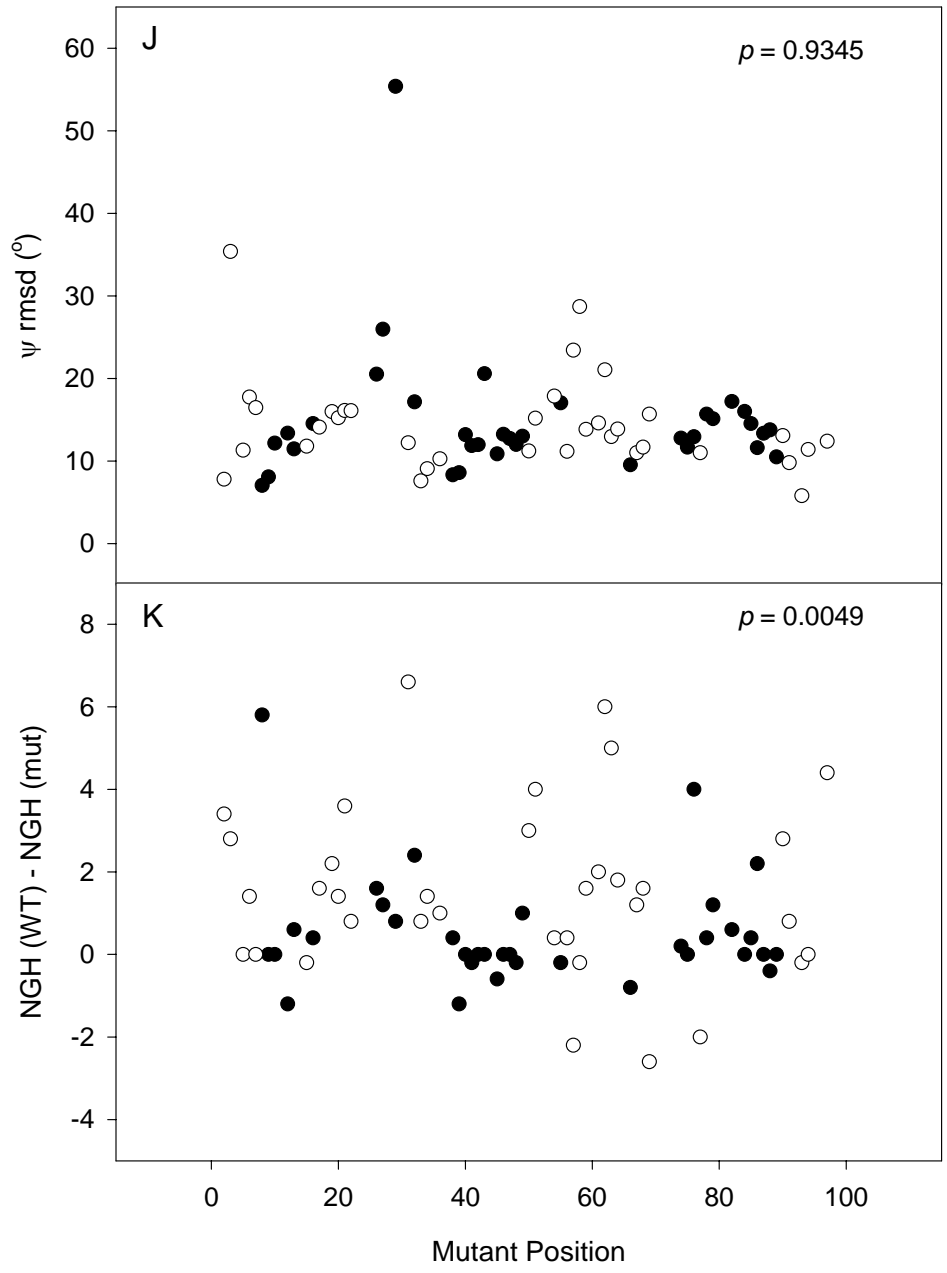 J
p = 0.9345
60
50
40
30
20
10
0
ψ rmsd (°)
K
p = 0.0049
8
6
4
2
0
-2
-4
NGH (WT) - NGH (mut)
0 20 40 60 80 100
Mutant Position